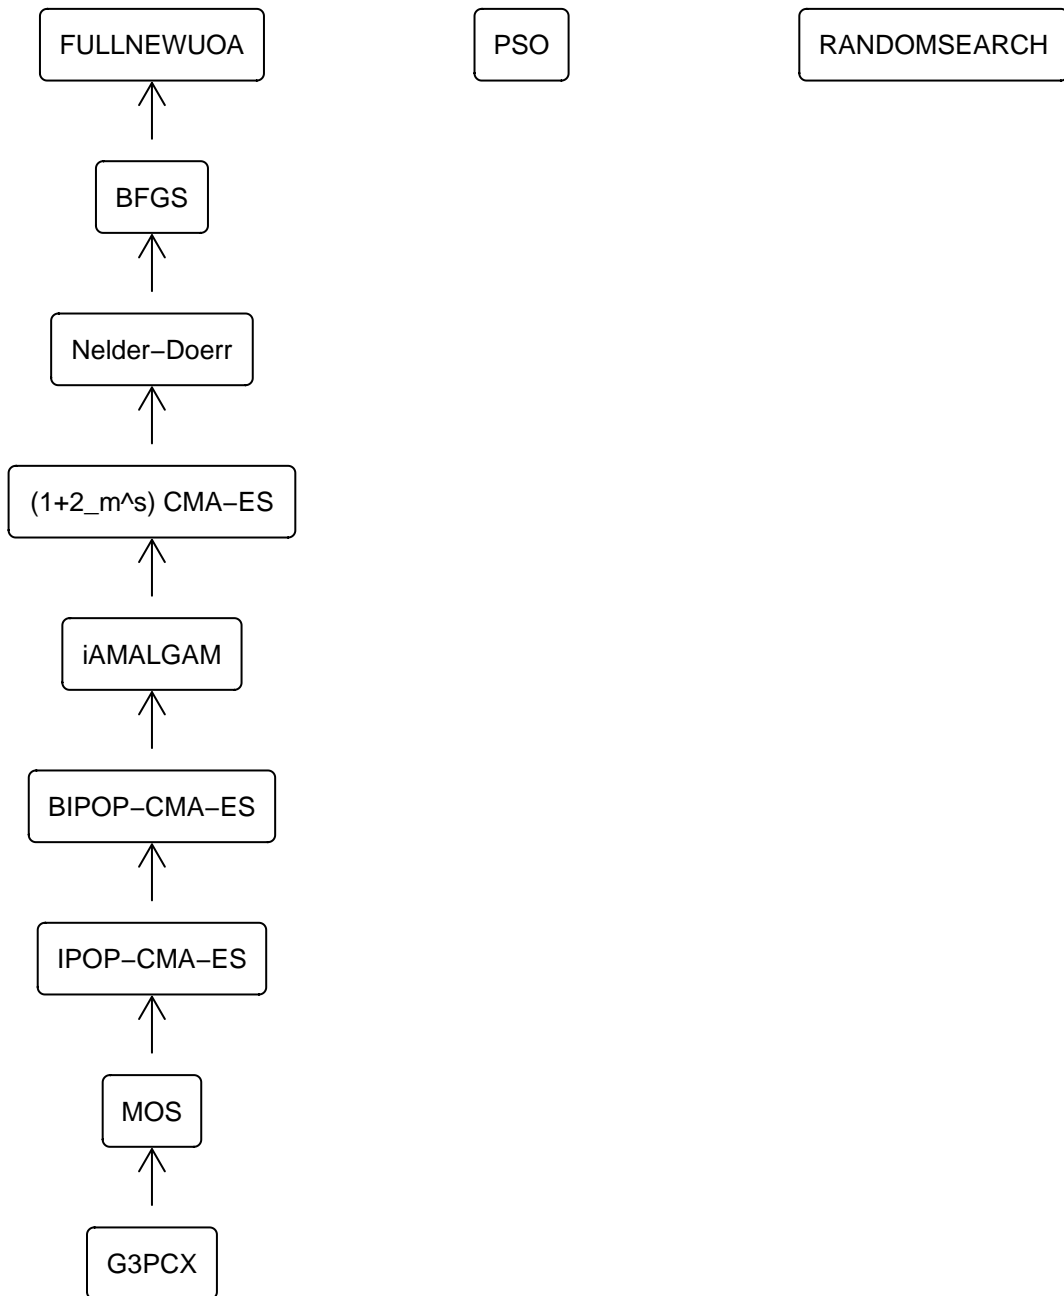 FULLNEWUOA
PSO
RANDOMSEARCH
BFGS
Nelder−Doerr
(1+2_m^s) CMA−ES
iAMALGAM
BIPOP−CMA−ES
IPOP−CMA−ES
MOS
G3PCX